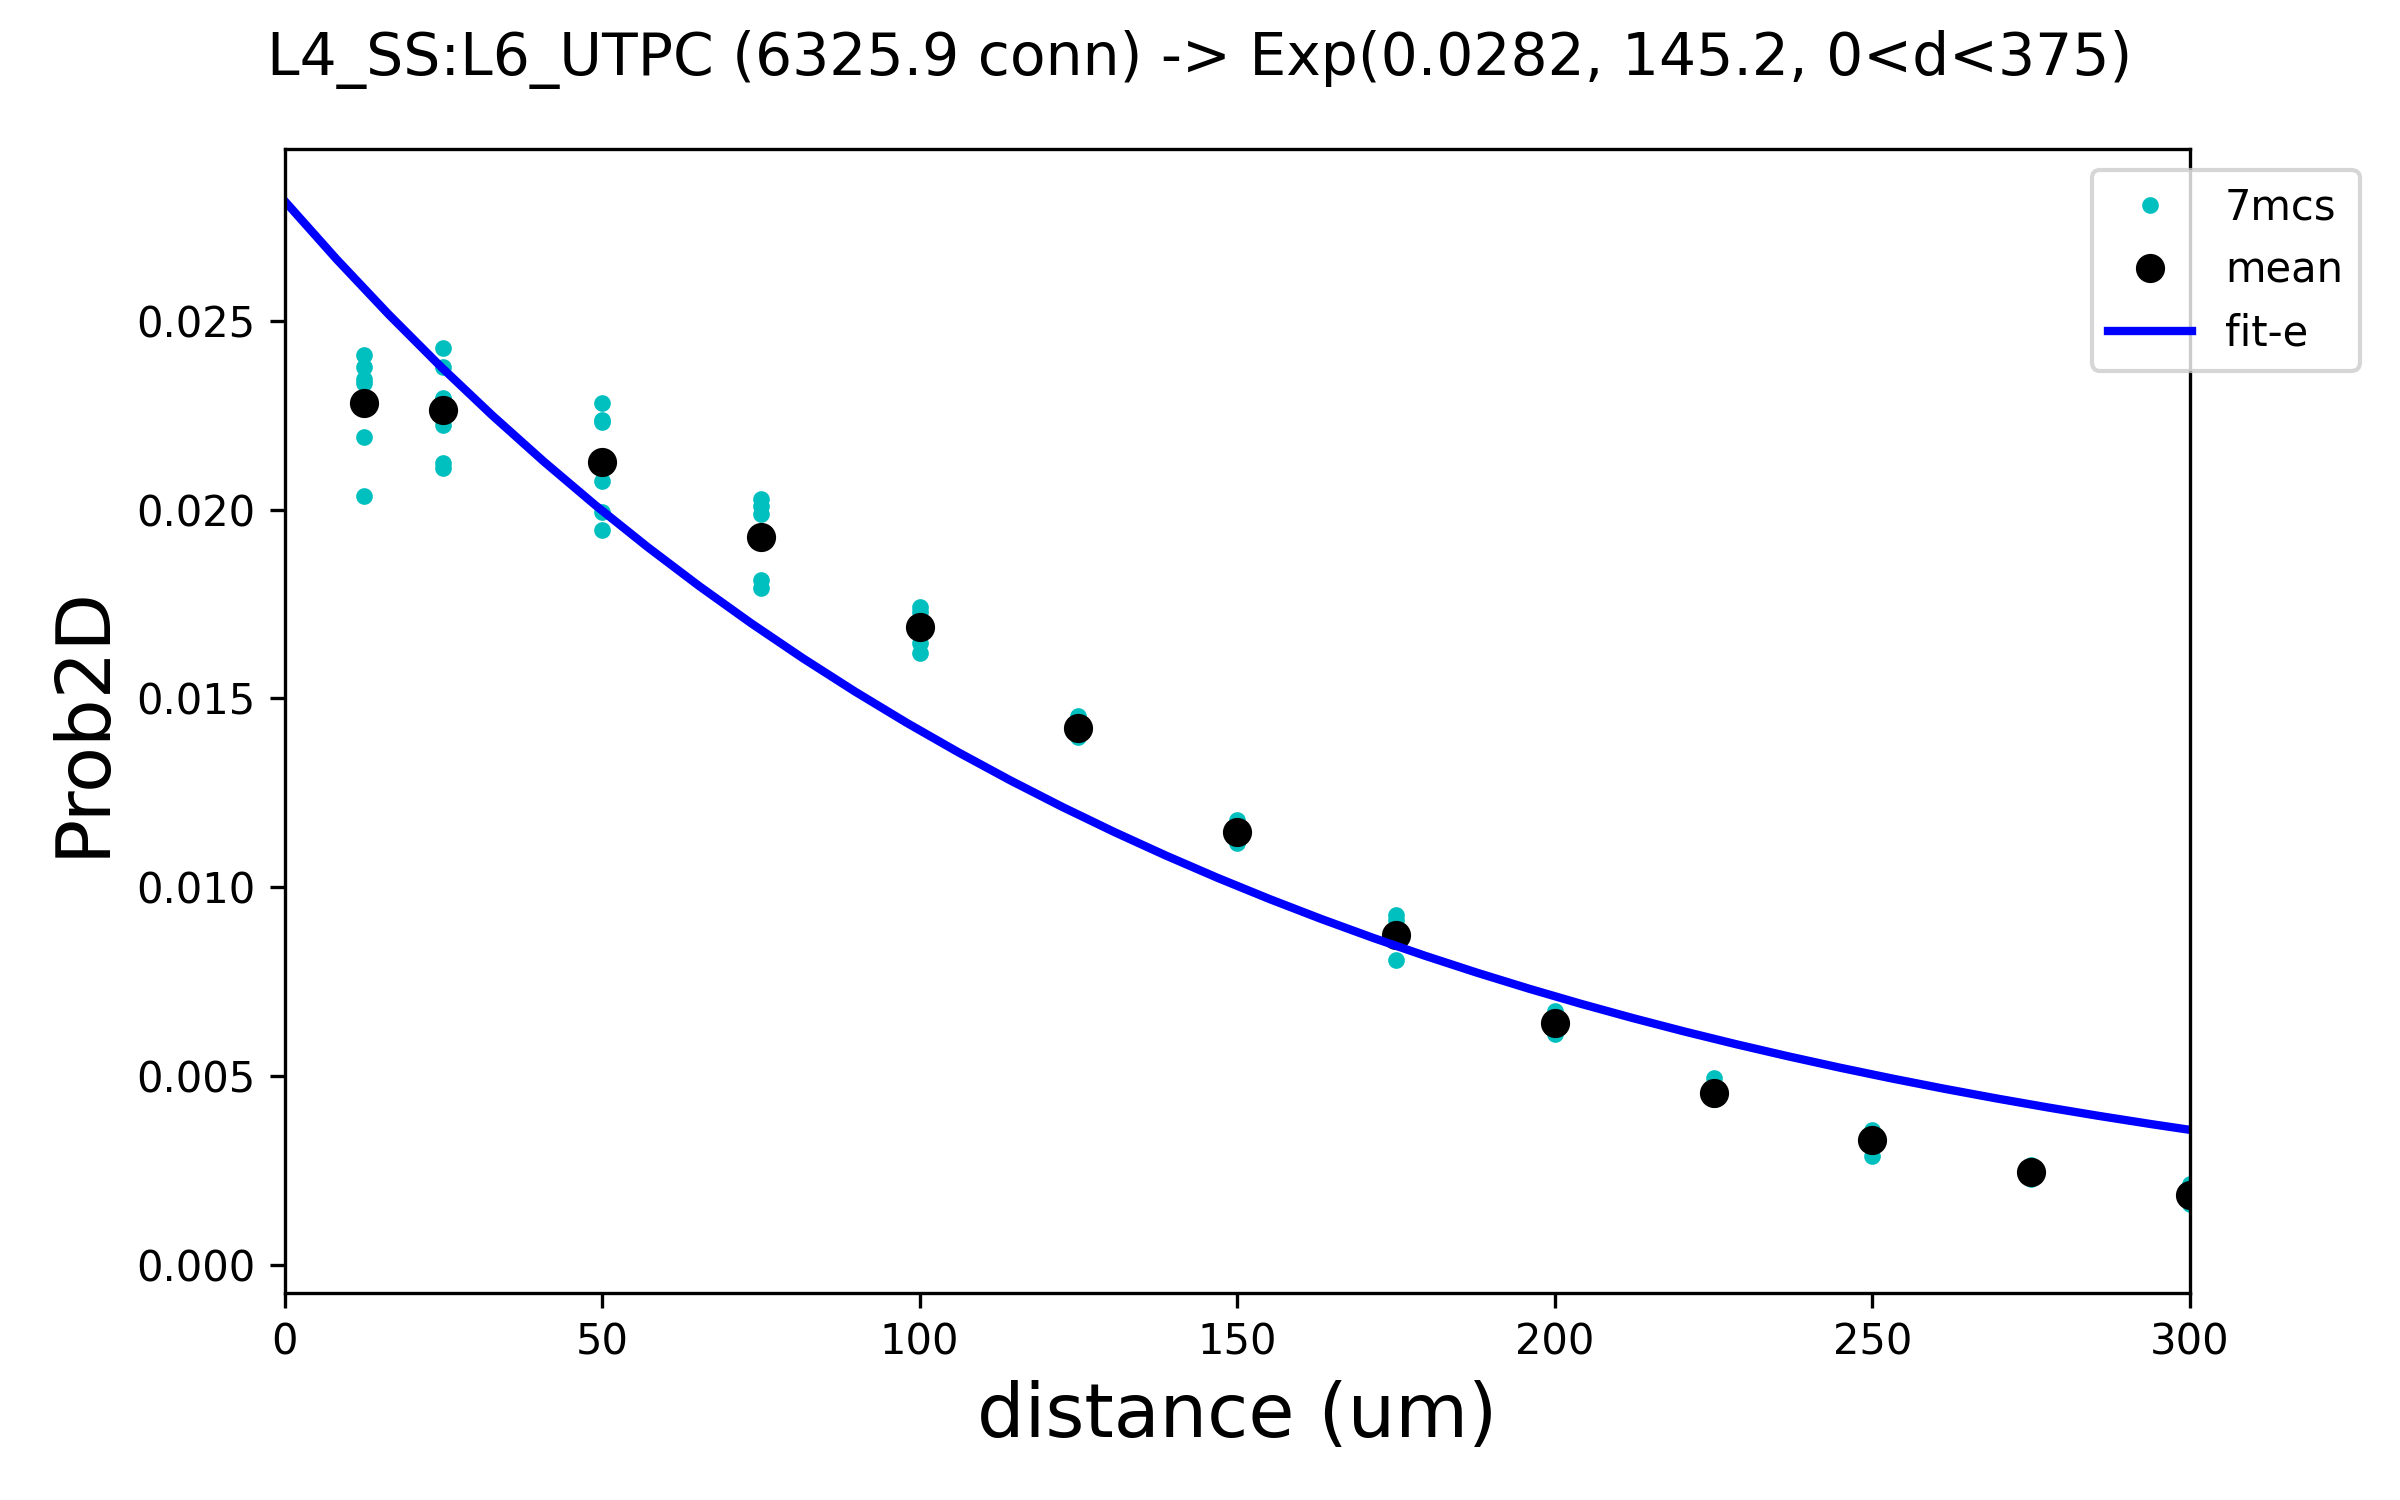 L4_SS:L6_UTPC (6325.9 conn) -> Exp(0.0282, 145.2, 0<d<375)
7mcs
mean
fit-e
Prob2D
0.025
0.020
0.015
0.010
0.005
0.000
0 50 100 150 200 250 300
distance (um)